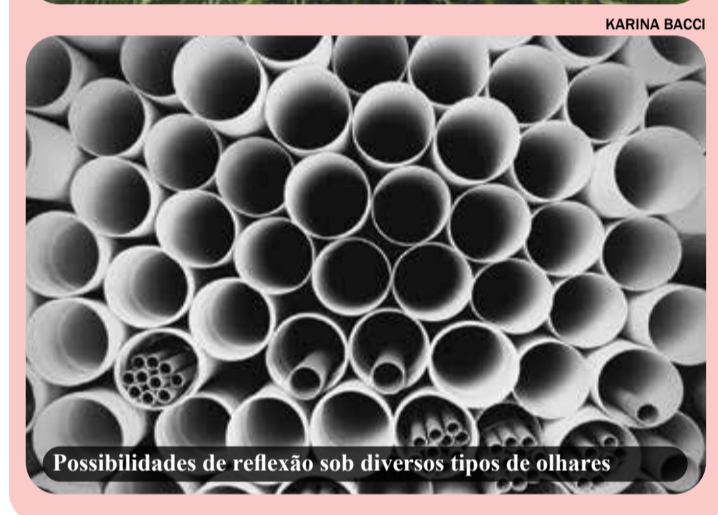 KARINA BACCI
Possibilidades de reflexão sob diversos tipos de olhares